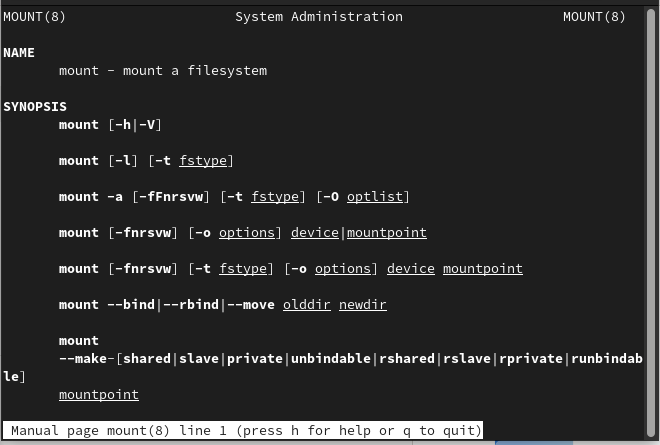 MOUNT(8) System Administration MOUNT(8)
NAME
mount - mount a filesystem
SYNOPSIS
mount [-h|-V]
mount [-l] [-t fstype]
mount -a [-fFnrsvw] [-t fstype] [-O optlist]
mount [-fnrsvw] [-o options] device|mountpoint
mount [-fnrsvw] [-t fstype] [-o options] device mountpoint
mount --bind|--rbind|--move olddir newdir
mount
--make-[shared|slave|private|unbindable|rshared|rslave|rprivate|runbindab
le]
mountpoint
Manual page mount(8) line 1 (press h for help or q to quit)